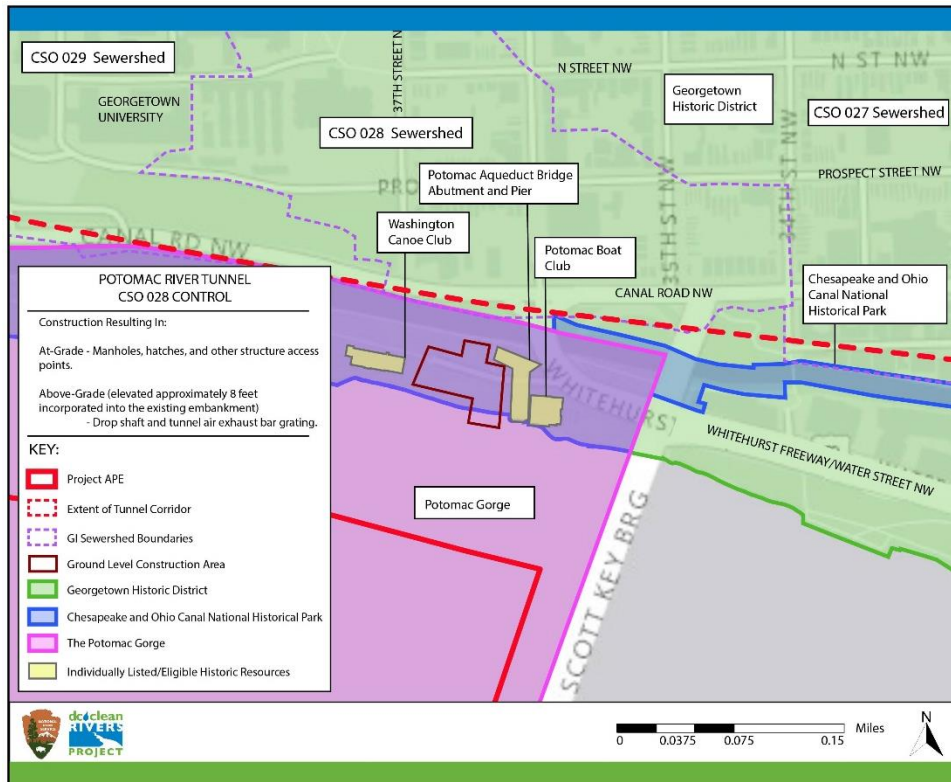 CSO 029 Sewershed
37TH STREET N
N STREET NW
N ST NW
GEORGETOWN
UNIVERSITY
Georgetown
Historic District
CSO 028 Sewershed
CSO 027 Sewershed
34TH ST NW
Potomac Aqueduct Bridge
Abutment and Pier
PROSPECT STREET NW
PRO
Washington
Canoe Club
Potomac Boat
Club
35TH ST NW
CANAL RD NW
CANAL ROAD NW
Chesapeake and Ohio
Canal National
Historical Park
POTOMAC RIVER TUNNEL
CSO 028 CONTROL
Construction Resulting In:
At-Grade - Manholes, hatches, and other structure access
points.
Above-Grade (elevated approximately 8 feet
incorporated into the existing embankment)
- Drop shaft and tunnel air exhaust bar grating.
KEY:
Project APE
Extent of Tunnel Corridor
GI Sewershed Boundaries
Ground Level Construction Area
Georgetown Historic District
Chesapeake and Ohio Canal National Historical Park
The Potomac Gorge
Individually Listed/Eligible Historic Resources
WHITEHURST
WHITEHURST FREEWAY/WATER STREET NW
Potomac Gorge
SCOTT KEY BRG
dc clean
RIVERS
PROJECT
Miles
0 0.0375 0.075 0.15
N